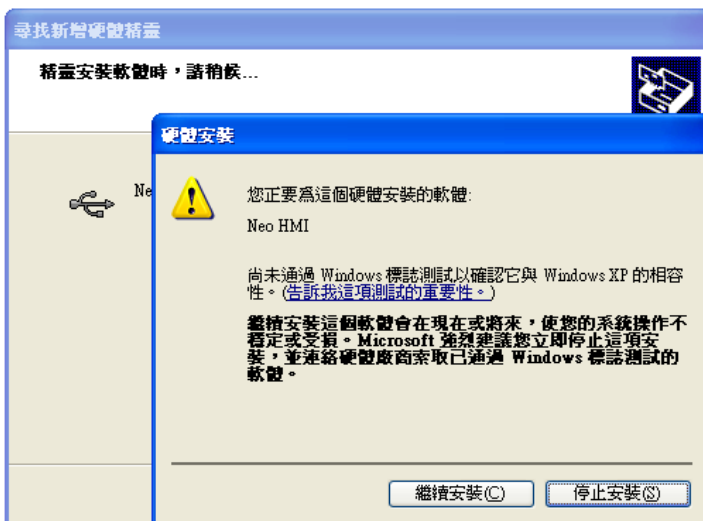 尋找新增硬體精靈
精靈安裝軟體時，請稍候...
硬體安裝
Ne
您正要為這個硬體安裝的軟體:
Neo HMI
尚未通過 Windows 標誌測試以確認它與 Windows XP 的相容
性。(告訴我這項測試的重要性。)
繼續安裝這個軟體會在現在或將來，使您的系統操作不
穩定或受損。Microsoft 強烈建議您立即停止這項安
裝，並連絡硬體廠商索取已通過 Windows 標誌測試的
軟體。
繼續安裝(C)
停止安裝(S)